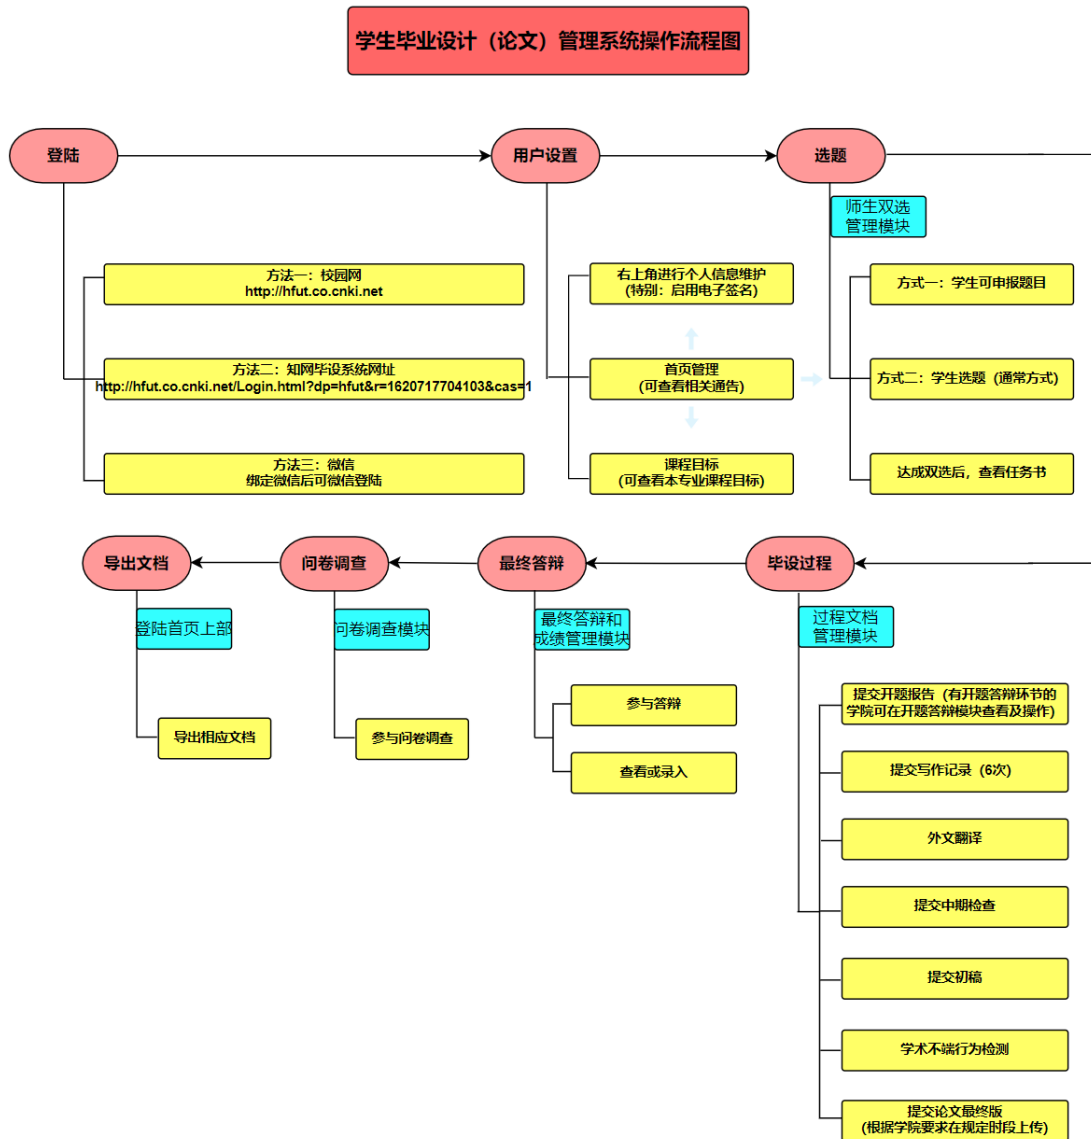 学生毕业设计（论文）管理系统操作流程图
登陆
用户设置
选题
师生双选
管理模块
方法一：校园网
http://hfut.co.cnki.net
方法二：知网毕设系统网址
http://hfut.co.cnki.net/Login.html?dp=hfut&r=1620717704103&cas=1
方法三：微信
绑定微信后可微信登陆
右上角进行个人信息维护
(特别：启用电子签名)
首页管理
(可查看相关通告)
课程目标
(可查看本专业课程目标)
方式一：学生可申报题目
方式二：学生选题（通常方式）
达成双选后，查看任务书
导出文档
问卷调查
最终答辩
毕设过程
登陆首页上部
问卷调查模块
最终答辩和
成绩管理模块
过程文档
管理模块
导出相应文档
参与问卷调查
参与答辩
查看或录入
提交开题报告（有开题答辩环节的
学院可在开题答辩模块查看及操作）
提交写作记录（6次）
外文翻译
提交中期检查
提交初稿
学术不端行为检测
提交论文最终版
（根据学院要求在规定时段上传）